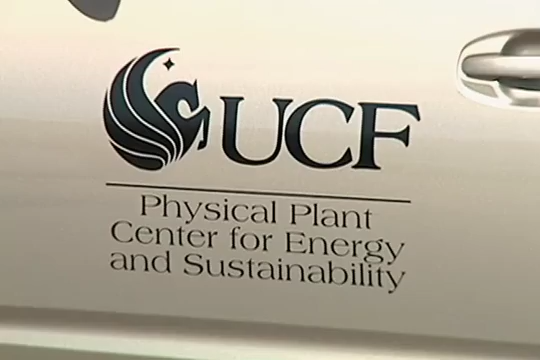 UCF
Physical Plant
Center for Energy
and Sustainability